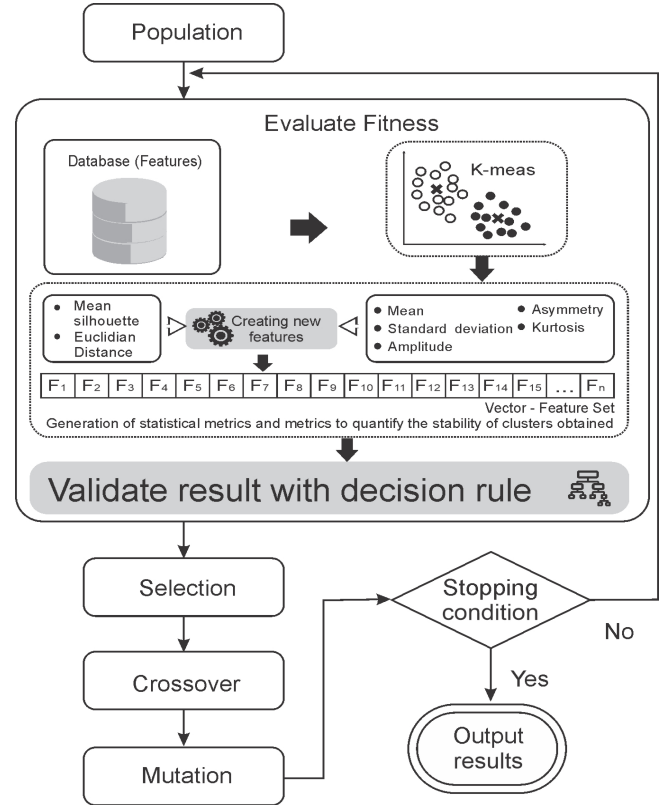 Population
Evaluate Fitness
Database (Features)
K-meas
Mean
silhouette
Euclidian
Distance
Creating new
features
Mean
Standard deviation
Amplitude
Asymmetry
Kurtosis
F1 F2 F3 F4 F5 F6 F7 F8 F9 F10 F11 F12 F13 F14 F15 ... Fn
Vector - Feature Set
Generation of statistical metrics and metrics to quantify the stability of clusters obtained
Validate result with decision rule
Selection
Crossover
Mutation
Stopping
condition
No
Yes
Output
results